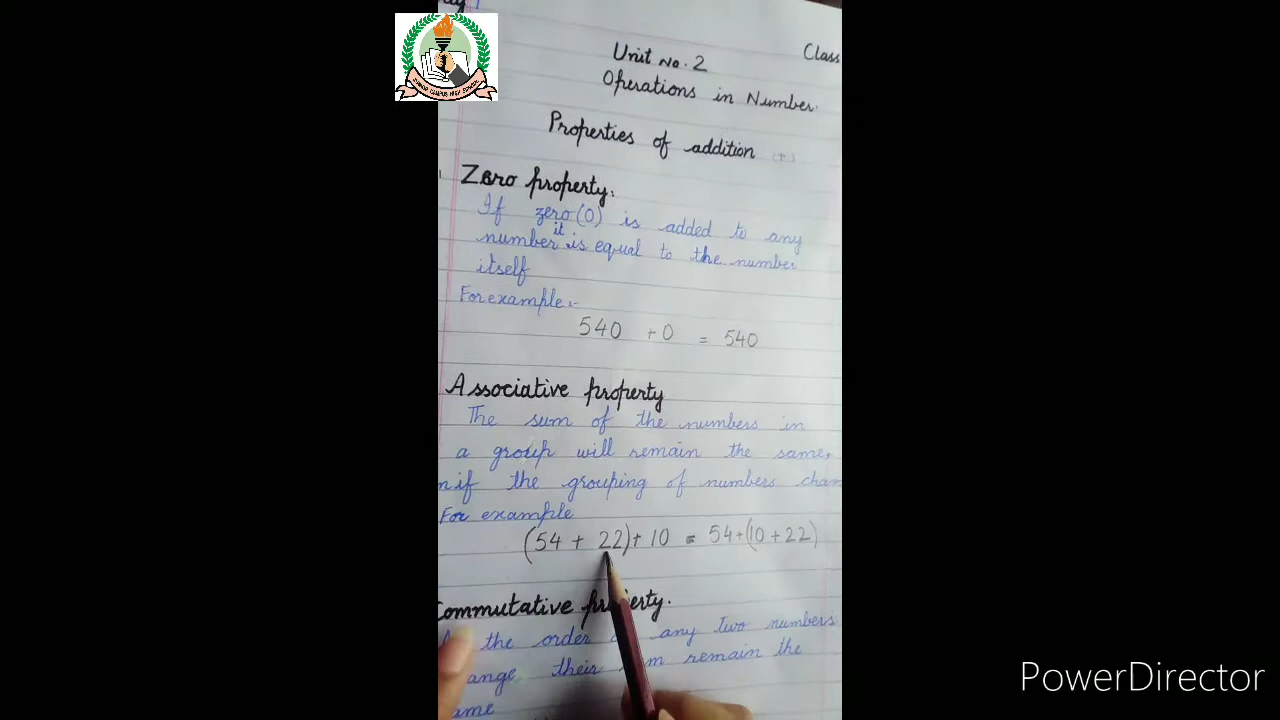 Class
Unit No. 2
Operations in Number.
Properties of addition (+)
Zero property.
If zero (0) is added to any
number it is equal to the number
itself
For example:-
540 + 0 = 540
Associative property
The sum of the numbers in
a group will remain the same,
if the grouping of numbers
For example
(54 + 22) + 10 = 54 + (10 + 22)
Commutative property.
the order any two numbers
their remain the
PowerDirector